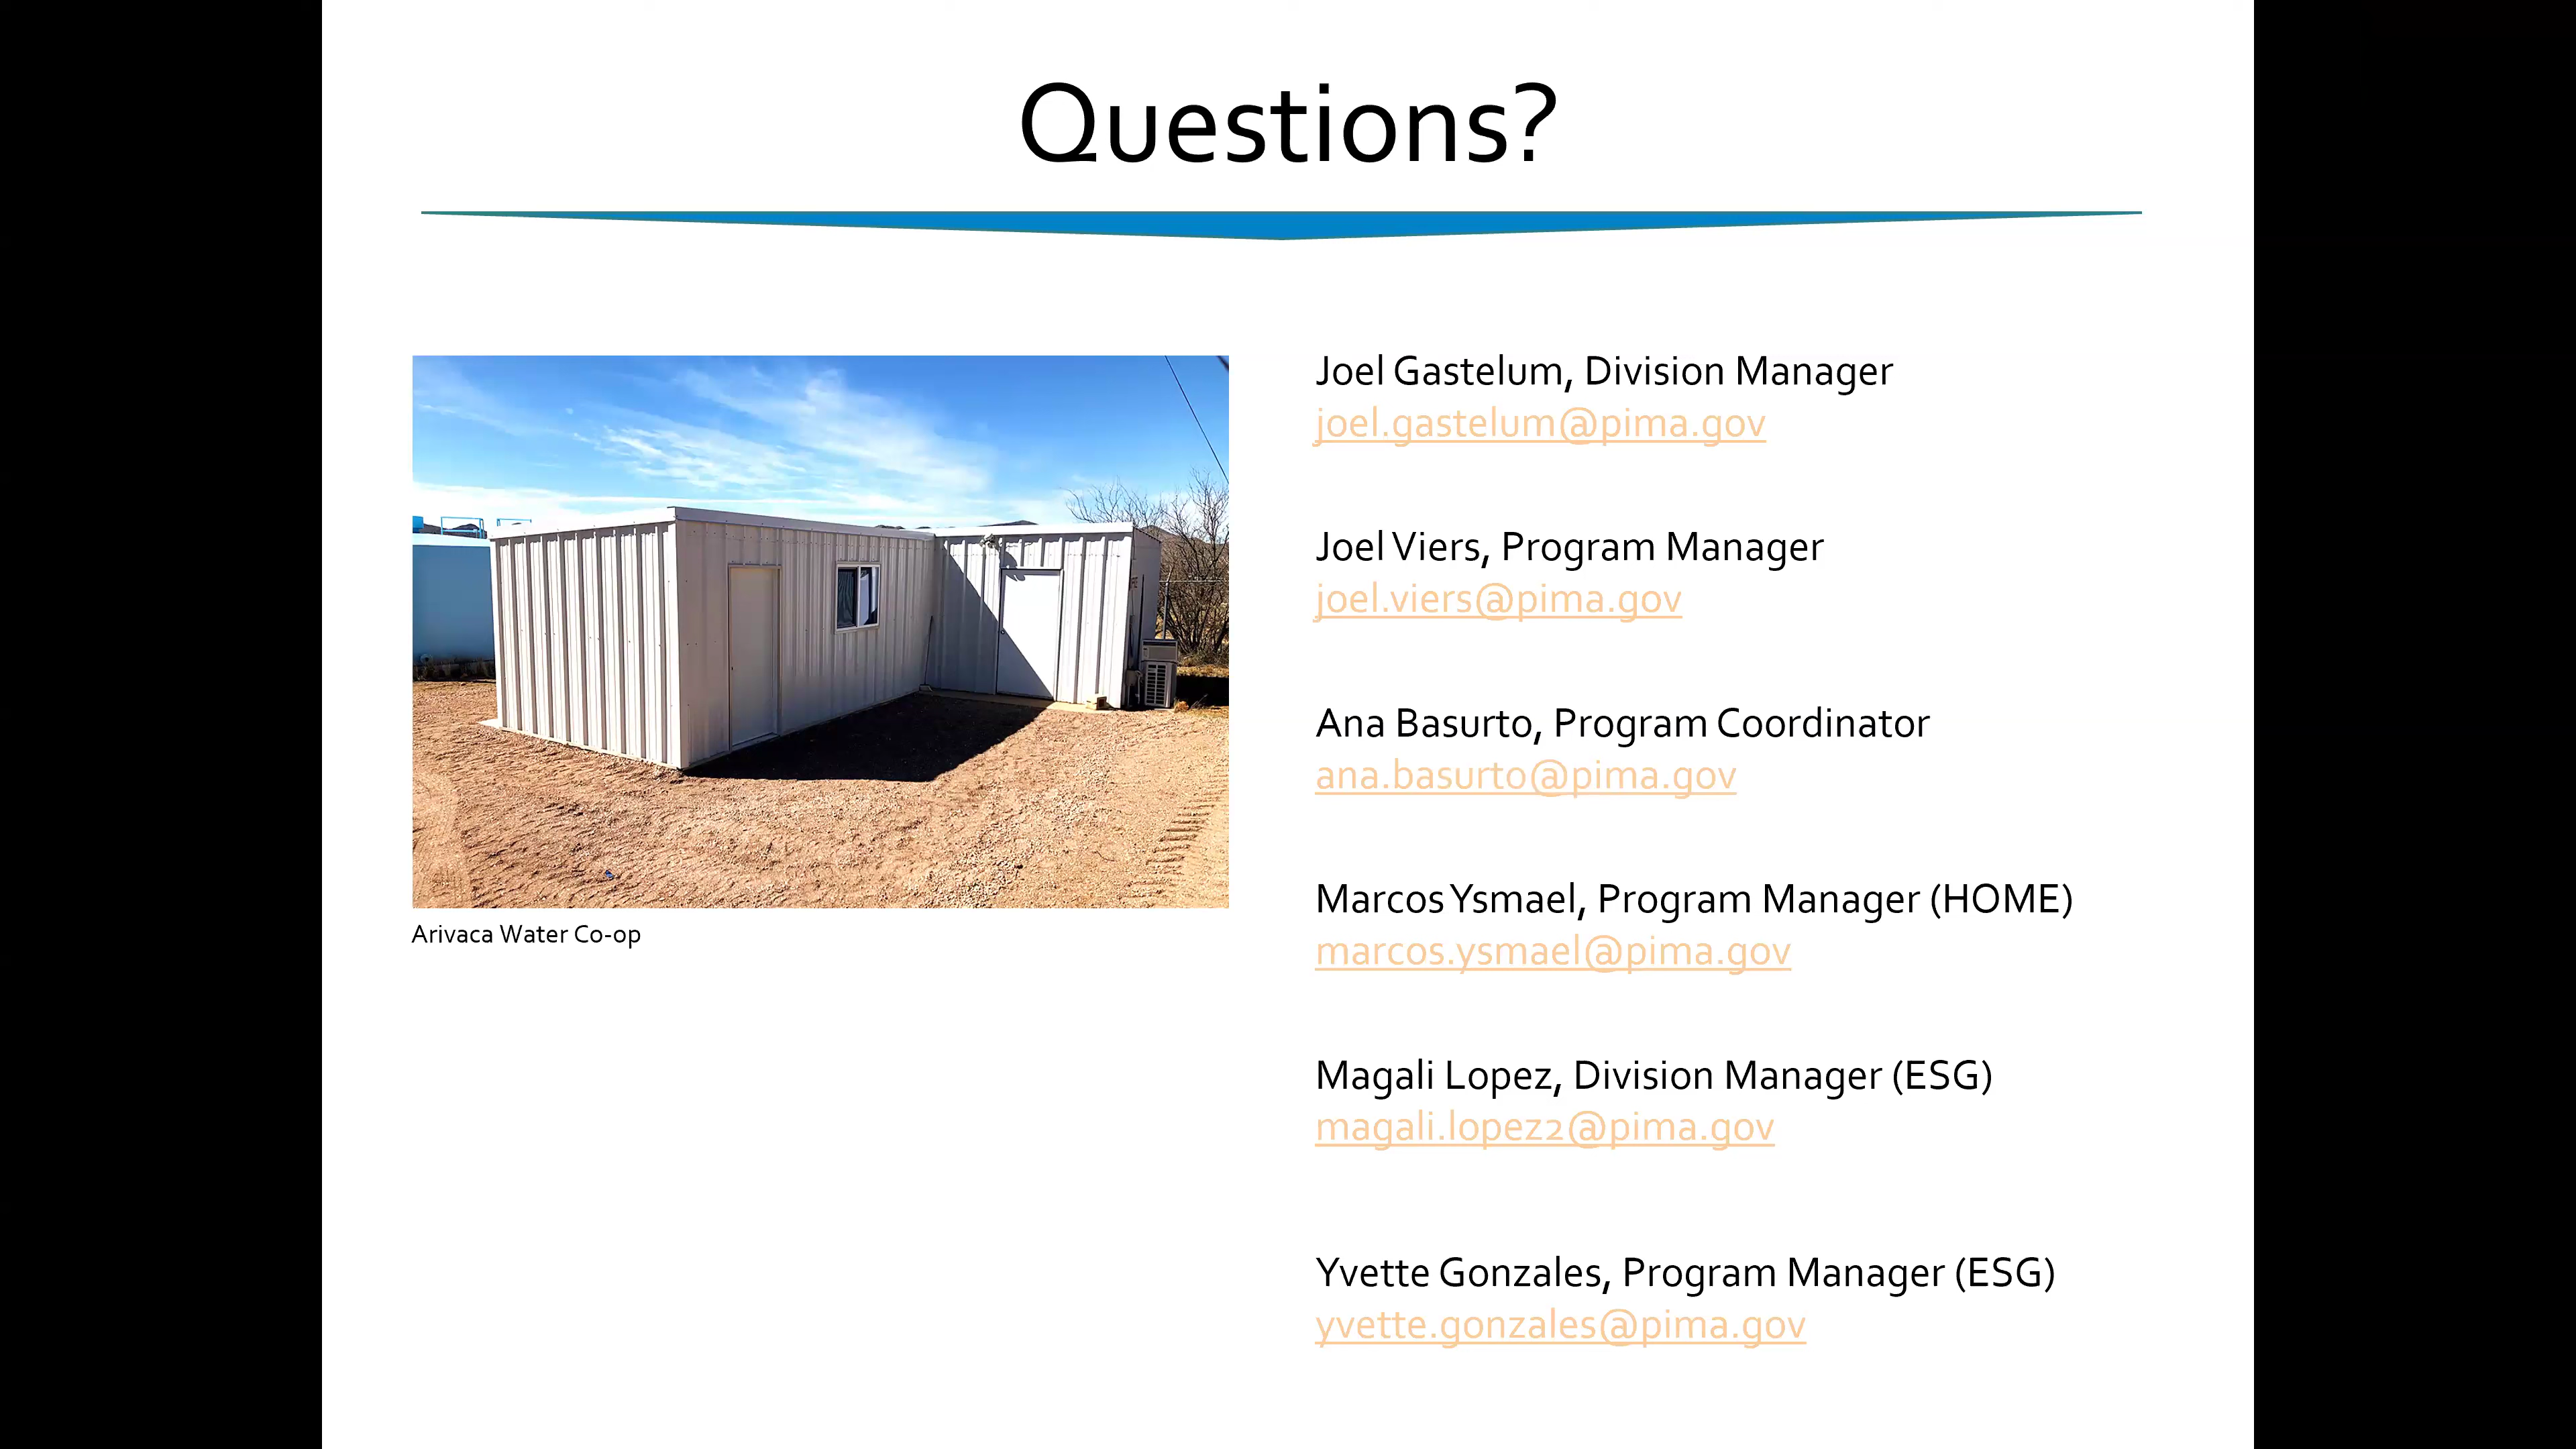 Questions?
Joel Gastelum, Division Manager
joel.gastelum@pima.gov
Joel Viers, Program Manager
joel.viers@pima.gov
Ana Basurto, Program Coordinator
ana.basurto@pima.gov
Marcos Ysmael, Program Manager (HOME)
marcos.ysmael@pima.gov
Magali Lopez, Division Manager (ESG)
magali.lopez2@pima.gov
Yvette Gonzales, Program Manager (ESG)
yvette.gonzales@pima.gov
Arivaca Water Co-op